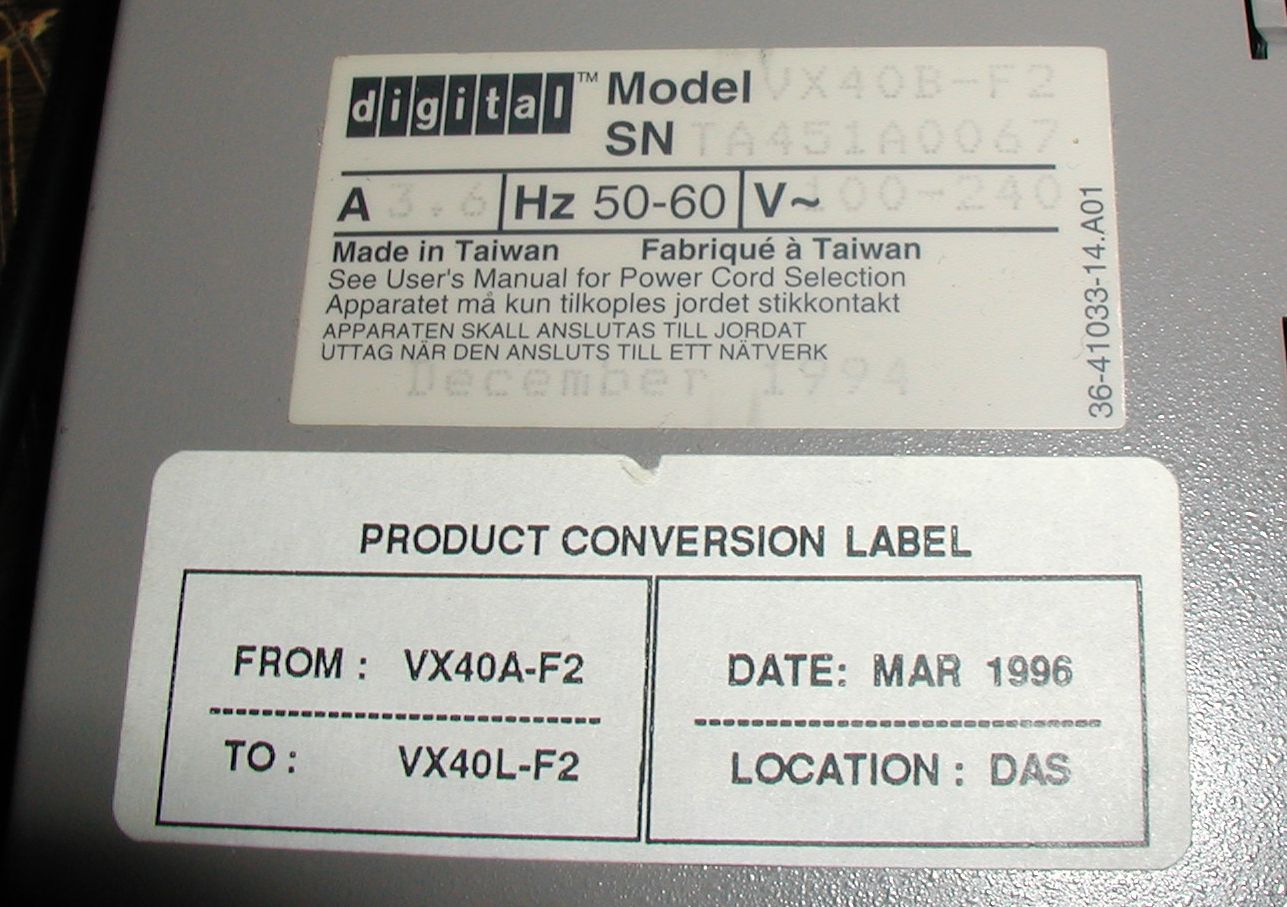 digital™ Model VX40B-F2
SN TA451A0067
A 3.6 Hz 50-60 V~ 100-240
Made in Taiwan Fabriqué à Taiwan
See User's Manual for Power Cord Selection
Apparatet må kun tilkoples jordet stikkontakt
APPARATEN SKALL ANSLUTAS TILL JORDAT
UTTAG NÄR DEN ANSLUTS TILL ETT NÄTVERK
December 1994
36-41033-14.A01
PRODUCT CONVERSION LABEL
FROM : VX40A-F2
TO : VX40L-F2
DATE: MAR 1996
LOCATION : DAS